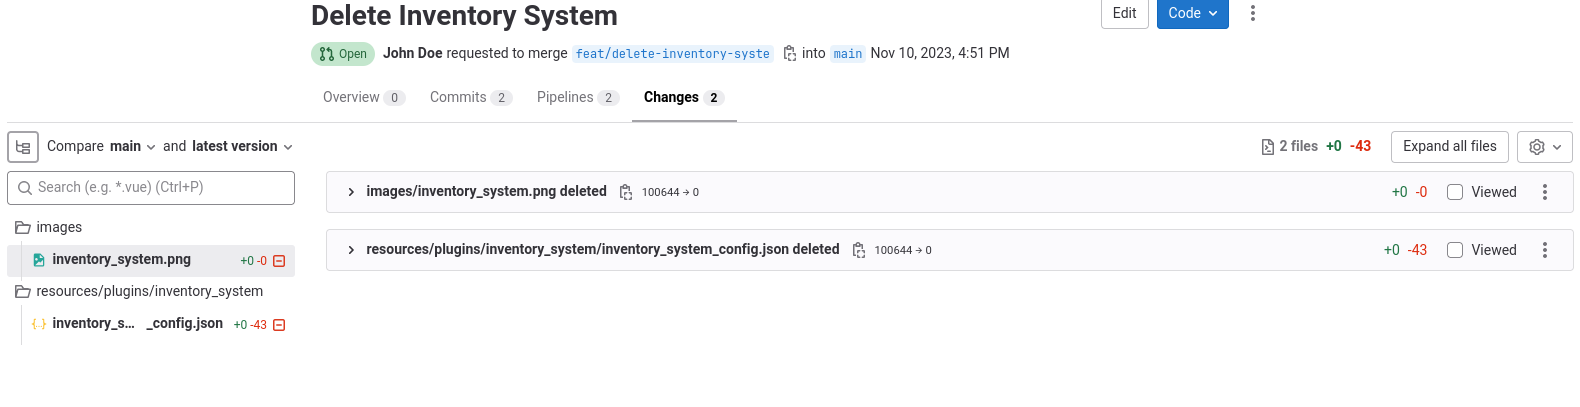 Delete Inventory System
Edit
Code
Open
John Doe requested to merge feat/delete-inventory-syste into main Nov 10, 2023, 4:51 PM
Overview 0
Commits 2
Pipelines 2
Changes 2
Compare main and latest version
2 files +0 -43
Expand all files
Search (e.g. *.vue) (Ctrl+P)
images
inventory_system.png +0 -0
resources/plugins/inventory_system
inventory_s... _config.json +0 -43
images/inventory_system.png deleted 100644 → 0 +0 -0 Viewed
resources/plugins/inventory_system/inventory_system_config.json deleted 100644 → 0 +0 -43 Viewed